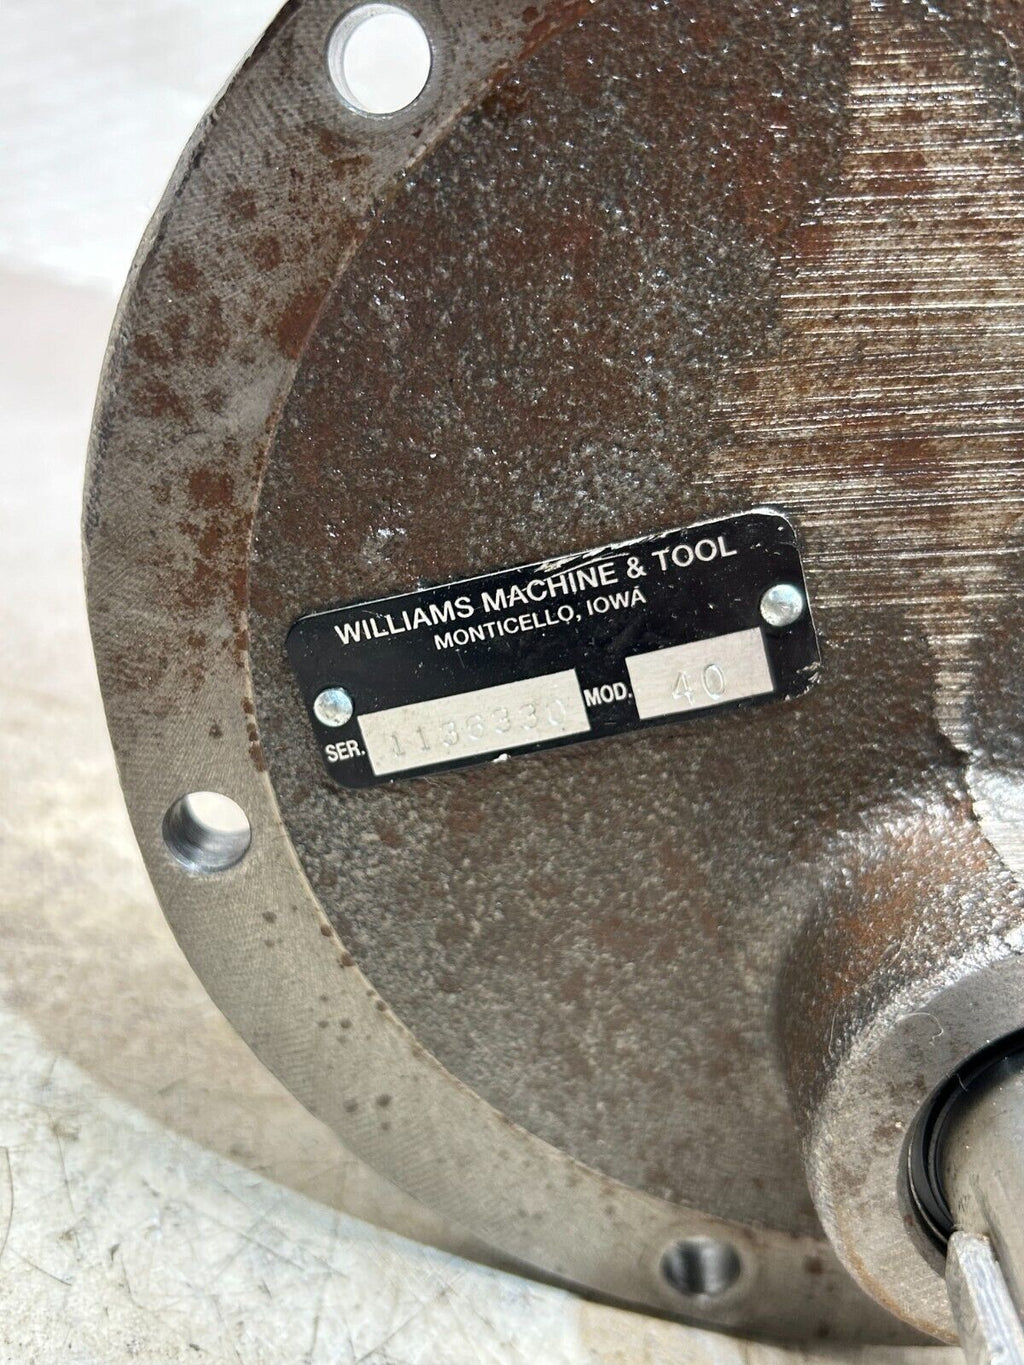 WILLIAMS MACHINE & TOOL
MONTICELLO, IOWA
SER. 1136330 MOD. 40